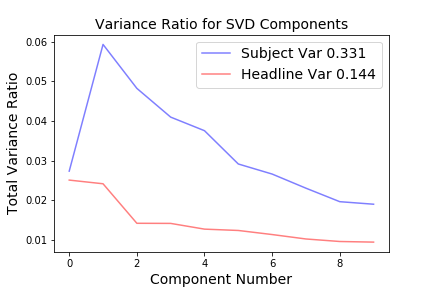 Variance Ratio for SVD Components
Subject Var 0.331
Headline Var 0.144
Total Variance Ratio
0.06
0.05
0.04
0.03
0.02
0.01
0 2 4 6 8
Component Number